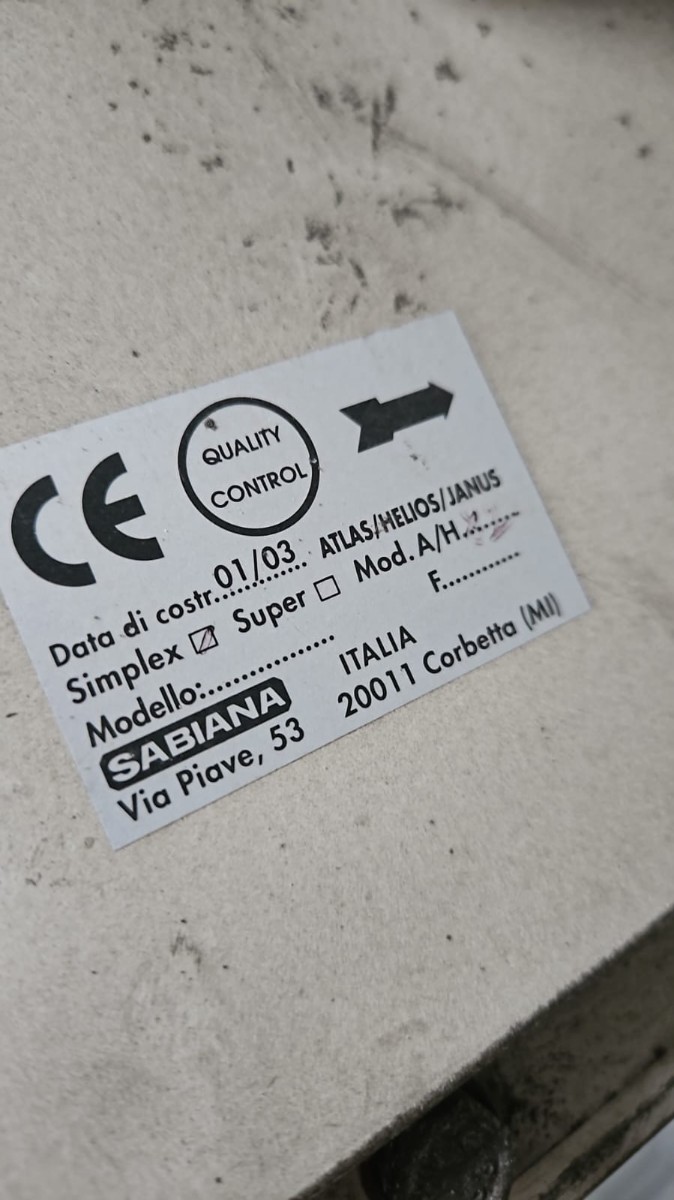 CE
QUALITY
CONTROL
Data di costr. 01/03 ATLAS/HELIOS/JANUS
Simplex Super Mod. A/H........
Modello:............... F............
SABIANA ITALIA
Via Piave, 53 20011 Corbetta (MI)